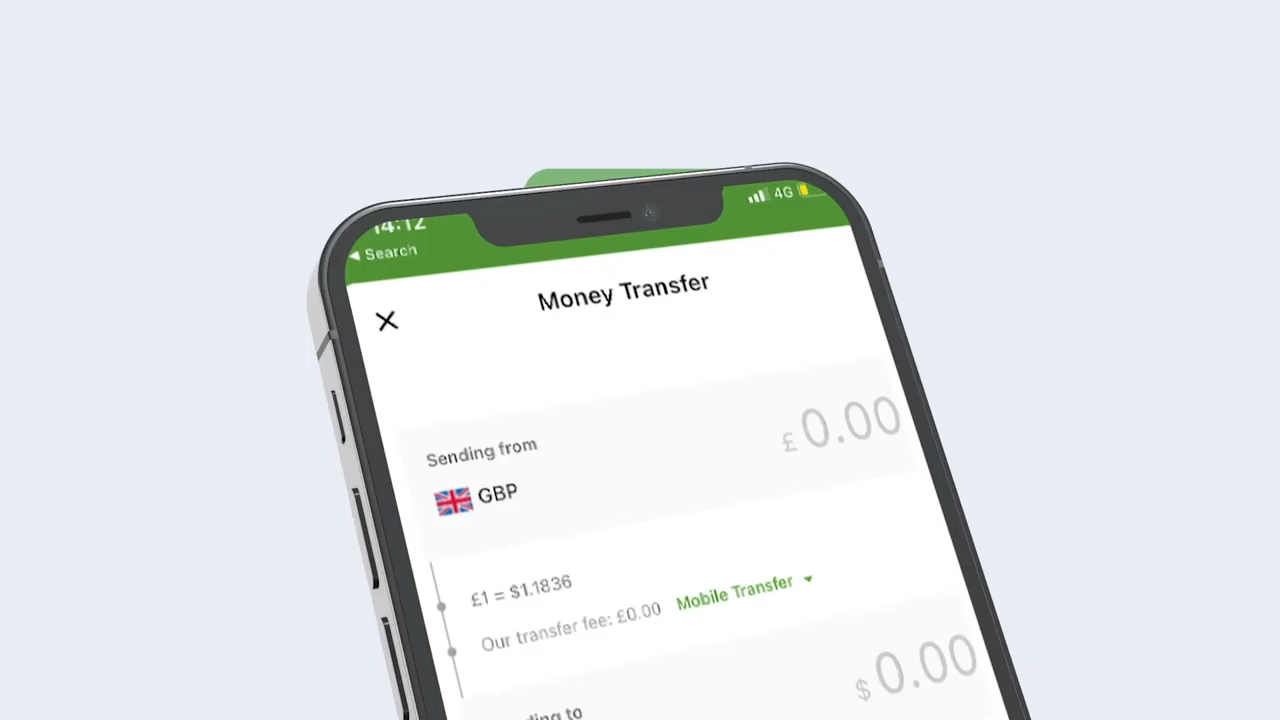 14:12
4G
Search
Money Transfer
Sending from
£0.00
GBP
£1 = $1.1836
Our transfer fee: £0.00 Mobile Transfer
$0.00
to